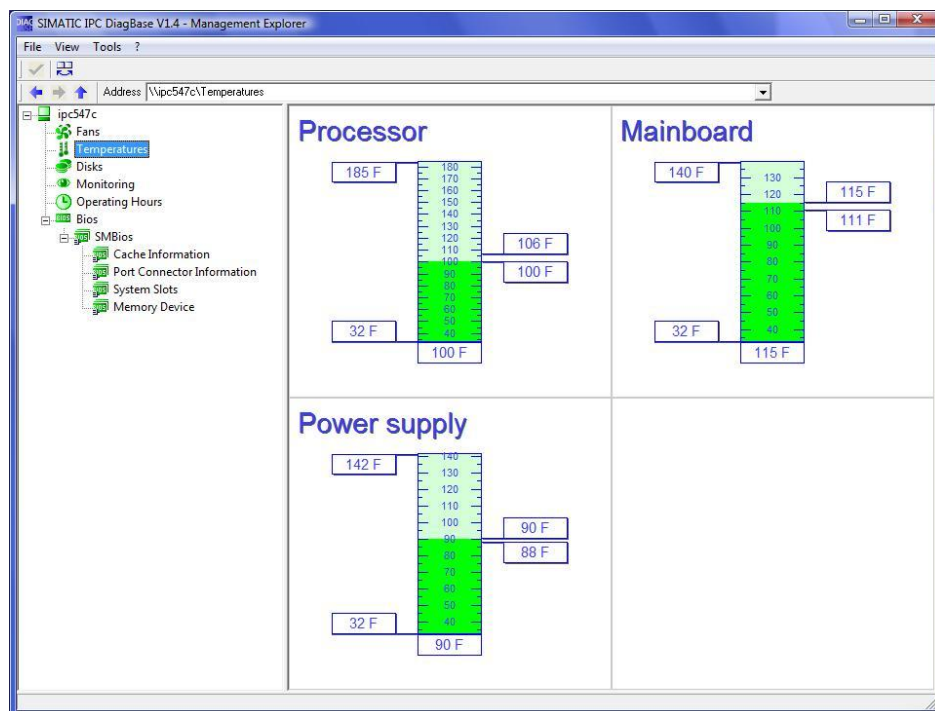 DIAG SIMATIC IPC DiagBase V1.4 - Management Explorer
File View Tools ?
Address \\ipc547c\Temperatures
ipc547c
Fans
Temperatures
Disks
Monitoring
Operating Hours
Bios
SMBios
Cache Information
Port Connector Information
System Slots
Memory Device
Processor
185 F
180
170
160
150
140
130
120
110
100
90
80
70
60
50
40
106 F
100 F
32 F
100 F
Mainboard
140 F
130
120
110
100
90
80
70
60
50
40
115 F
111 F
32 F
115 F
Power supply
142 F
140
130
120
110
100
90
80
70
60
50
40
90 F
88 F
32 F
90 F